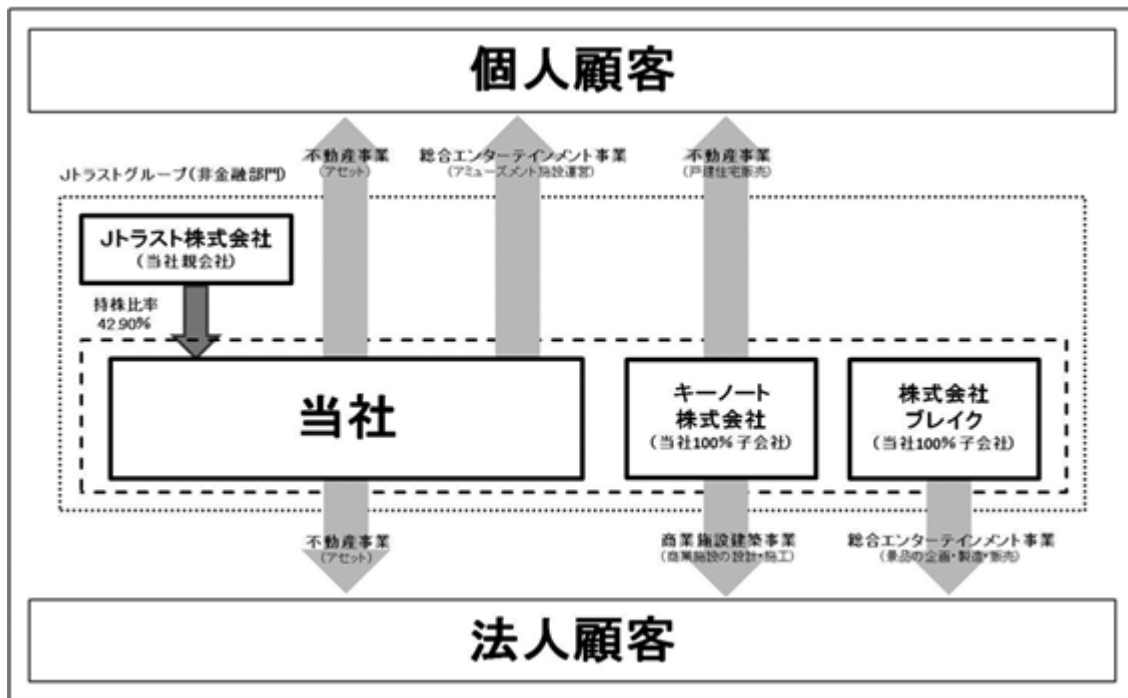 個人顧客
不動産事業
(アセット)
総合エンターテインメント事業
(アミューズメント施設運営)
不動産事業
(戸建住宅販売)
Jトラストグループ(非金融部門)
Jトラスト株式会社
(当社親会社)
持株比率
42.90%
当社
キーノート
株式会社
(当社100%子会社)
株式会社
ブレイク
(当社100%子会社)
不動産事業
(アセット)
商業施設建築事業
(商業施設の設計・施工)
総合エンターテインメント事業
(景品の企画・製造・販売)
法人顧客